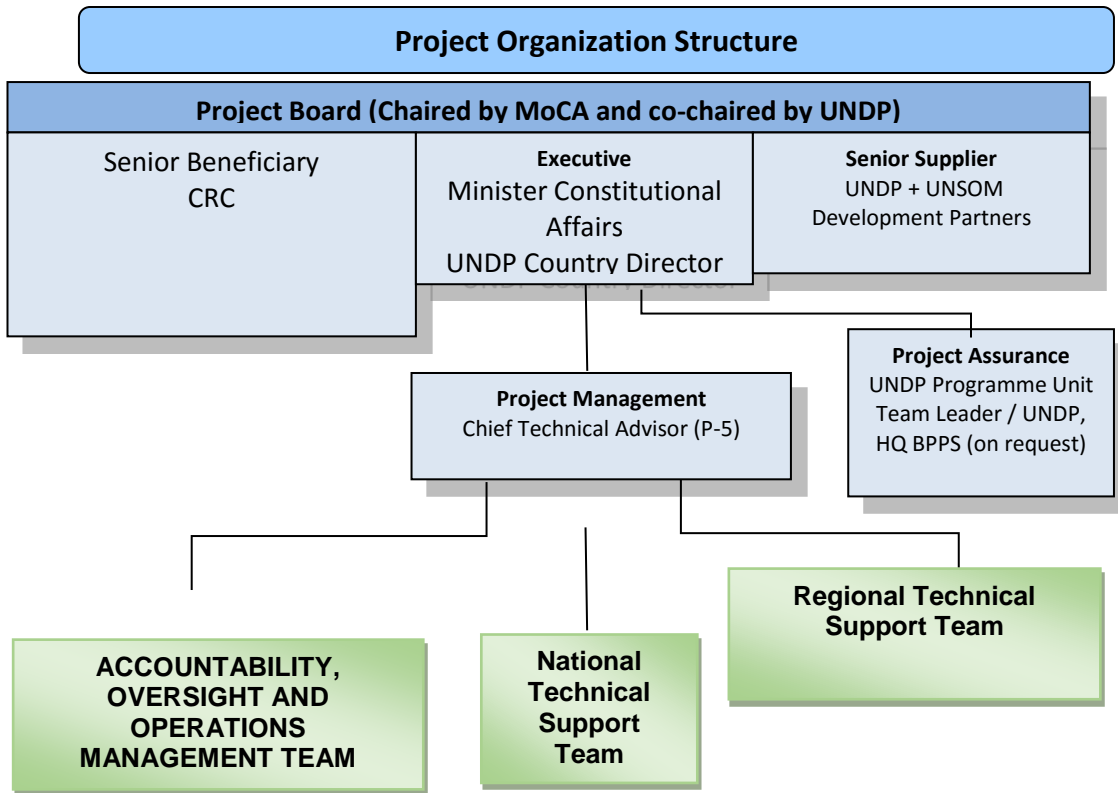 Project Organization Structure
Project Board (Chaired by MoCA and co-chaired by UNDP)
Senior Beneficiary
CRC
Executive
Minister Constitutional
Affairs
UNDP Country Director
Senior Supplier
UNDP + UNSOM
Development Partners
Project Management
Chief Technical Advisor (P-5)
Project Assurance
UNDP Programme Unit
Team Leader / UNDP,
HQ BPPS (on request)
ACCOUNTABILITY,
OVERSIGHT AND
OPERATIONS
MANAGEMENT TEAM
National
Technical
Support
Team
Regional Technical
Support Team